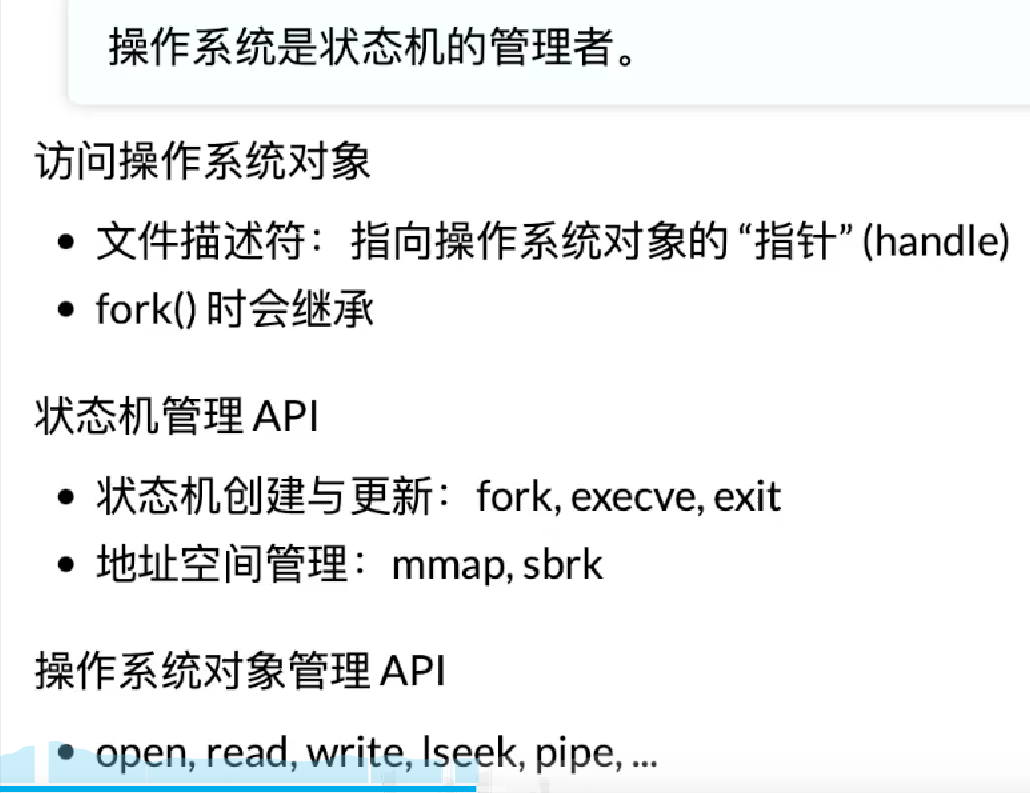 操作系统是状态机的管理者。
访问操作系统对象
• 文件描述符：指向操作系统对象的 “指针” (handle)
• fork() 时会继承
状态机管理 API
• 状态机创建与更新：fork, execve, exit
• 地址空间管理：mmap, sbrk
操作系统对象管理 API
• open, read, write, lseek, pipe, ...